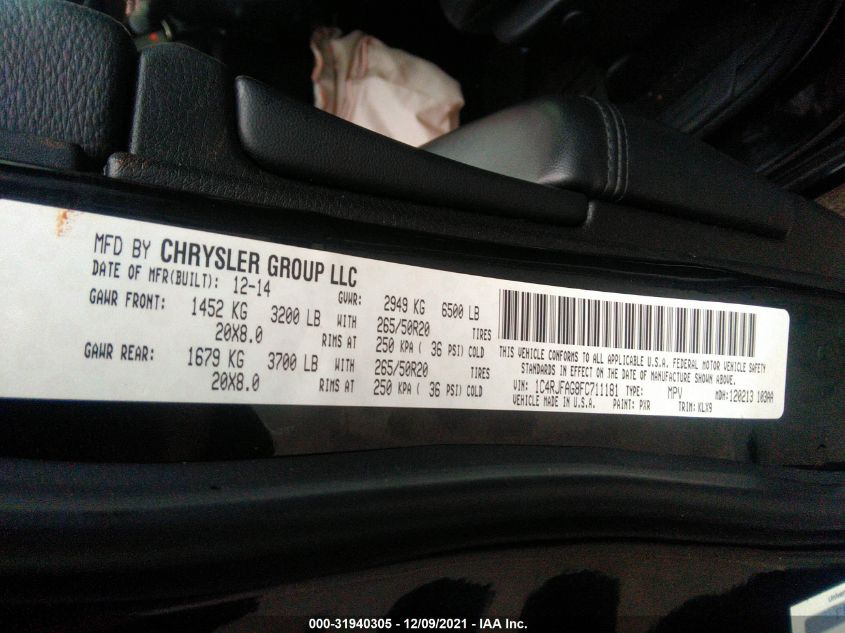 MFD BY CHRYSLER GROUP LLC
DATE OF MFR(BUILT): 12-14 GVWR: 2949 KG 6500 LB
GAWR FRONT: 1452 KG 3200 LB WITH 265/50R20 TIRES
20X8.0 RIMS AT 250 KPA ( 36 PSI) COLD
GAWR REAR: 1679 KG 3700 LB WITH 265/50R20 TIRES
20X8.0 RIMS AT 250 KPA ( 36 PSI) COLD
THIS VEHICLE CONFORMS TO ALL APPLICABLE U.S.A. FEDERAL MOTOR VEHICLE SAFETY
STANDARDS IN EFFECT ON THE DATE OF MANUFACTURE SHOWN ABOVE.
VIN: 1C4RJFAG8FC711181 TYPE: MPV MDH:120213 103AA
VEHICLE MADE IN U.S.A. PAINT: PXR TRIM:KLX9
000-31940305 - 12/09/2021 - IAA Inc.